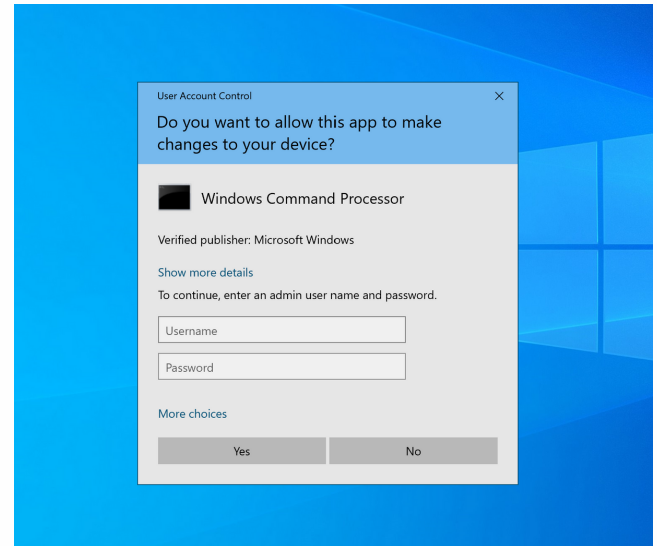 User Account Control
Do you want to allow this app to make
changes to your device?
Windows Command Processor
Verified publisher: Microsoft Windows
Show more details
To continue, enter an admin user name and password.
Username
Password
More choices
Yes
No